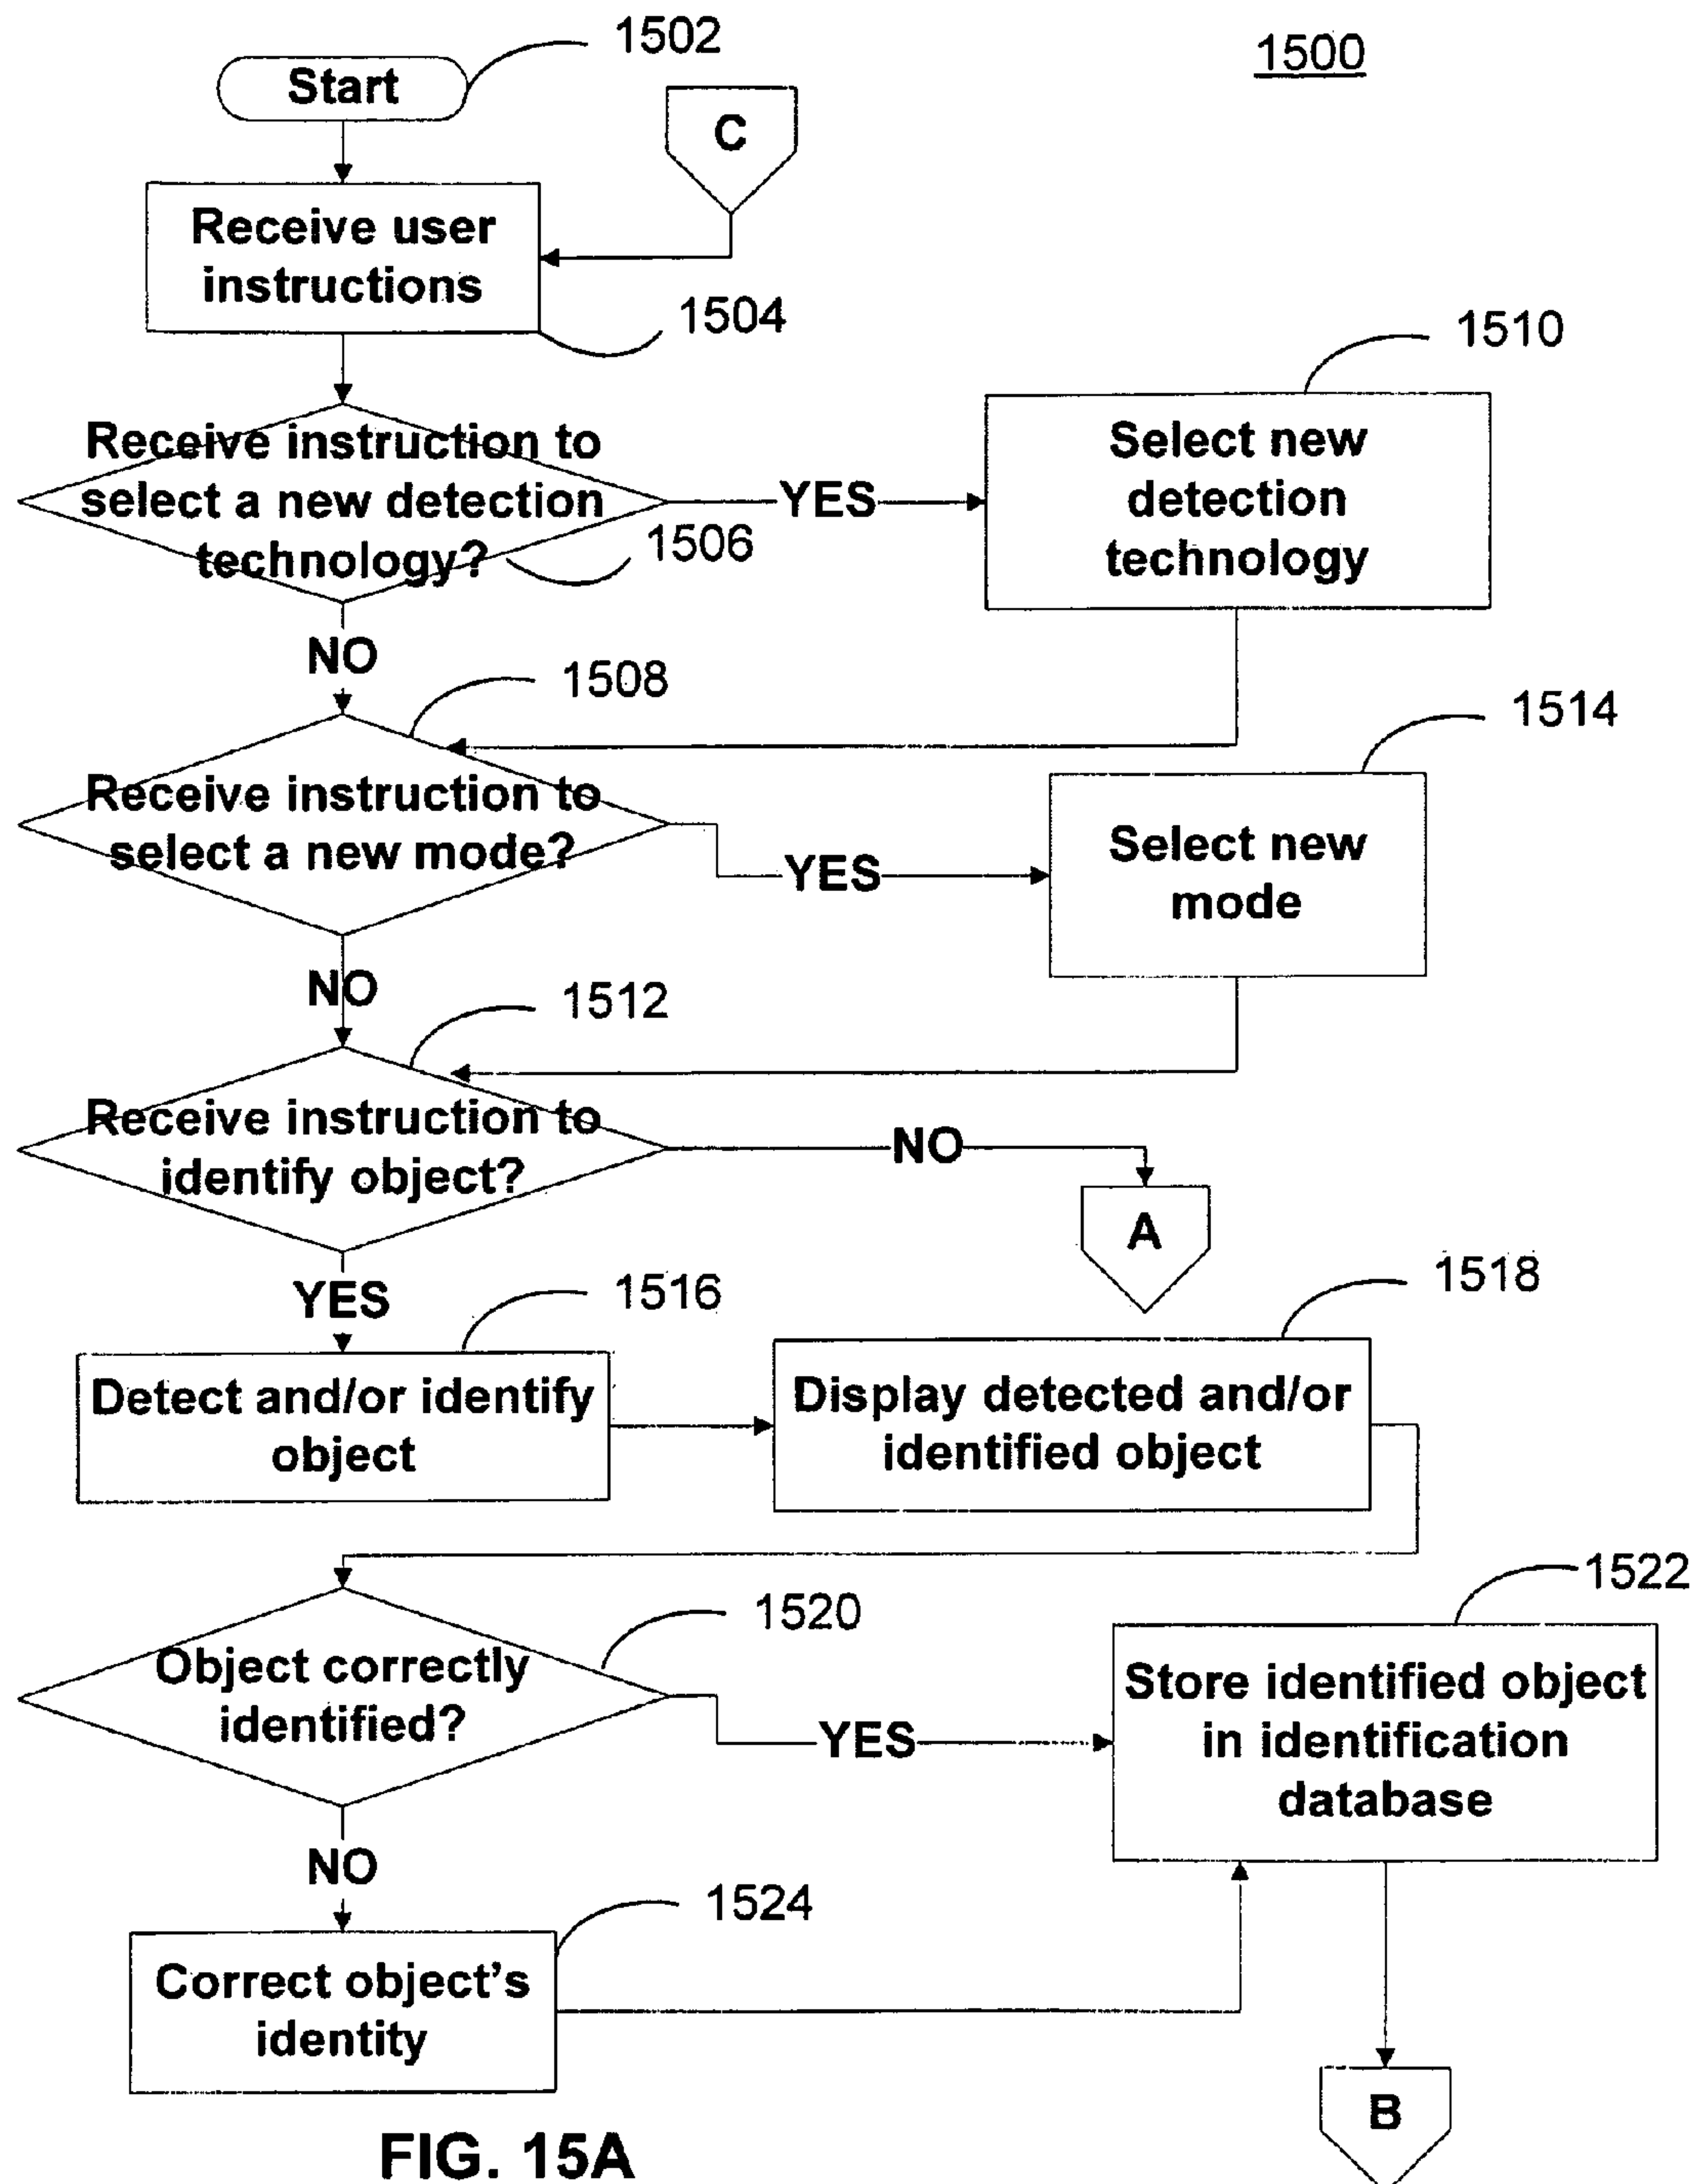 1502
1500
Start
C
Receive user
instructions
1504
1510
Receive instruction to
select a new detection
technology?
1506
YES
Select new
detection
technology
NO
1508
1514
Receive instruction to
select a new mode?
YES
Select new
mode
NO
1512
Receive instruction to
identify object?
NO
A
YES
1516
1518
Detect and/or identify
object
Display detected and/or
identified object
1520
1522
Object correctly
identified?
YES
Store identified object
in identification
database
NO
1524
Correct object's
identity
B
FIG. 15A